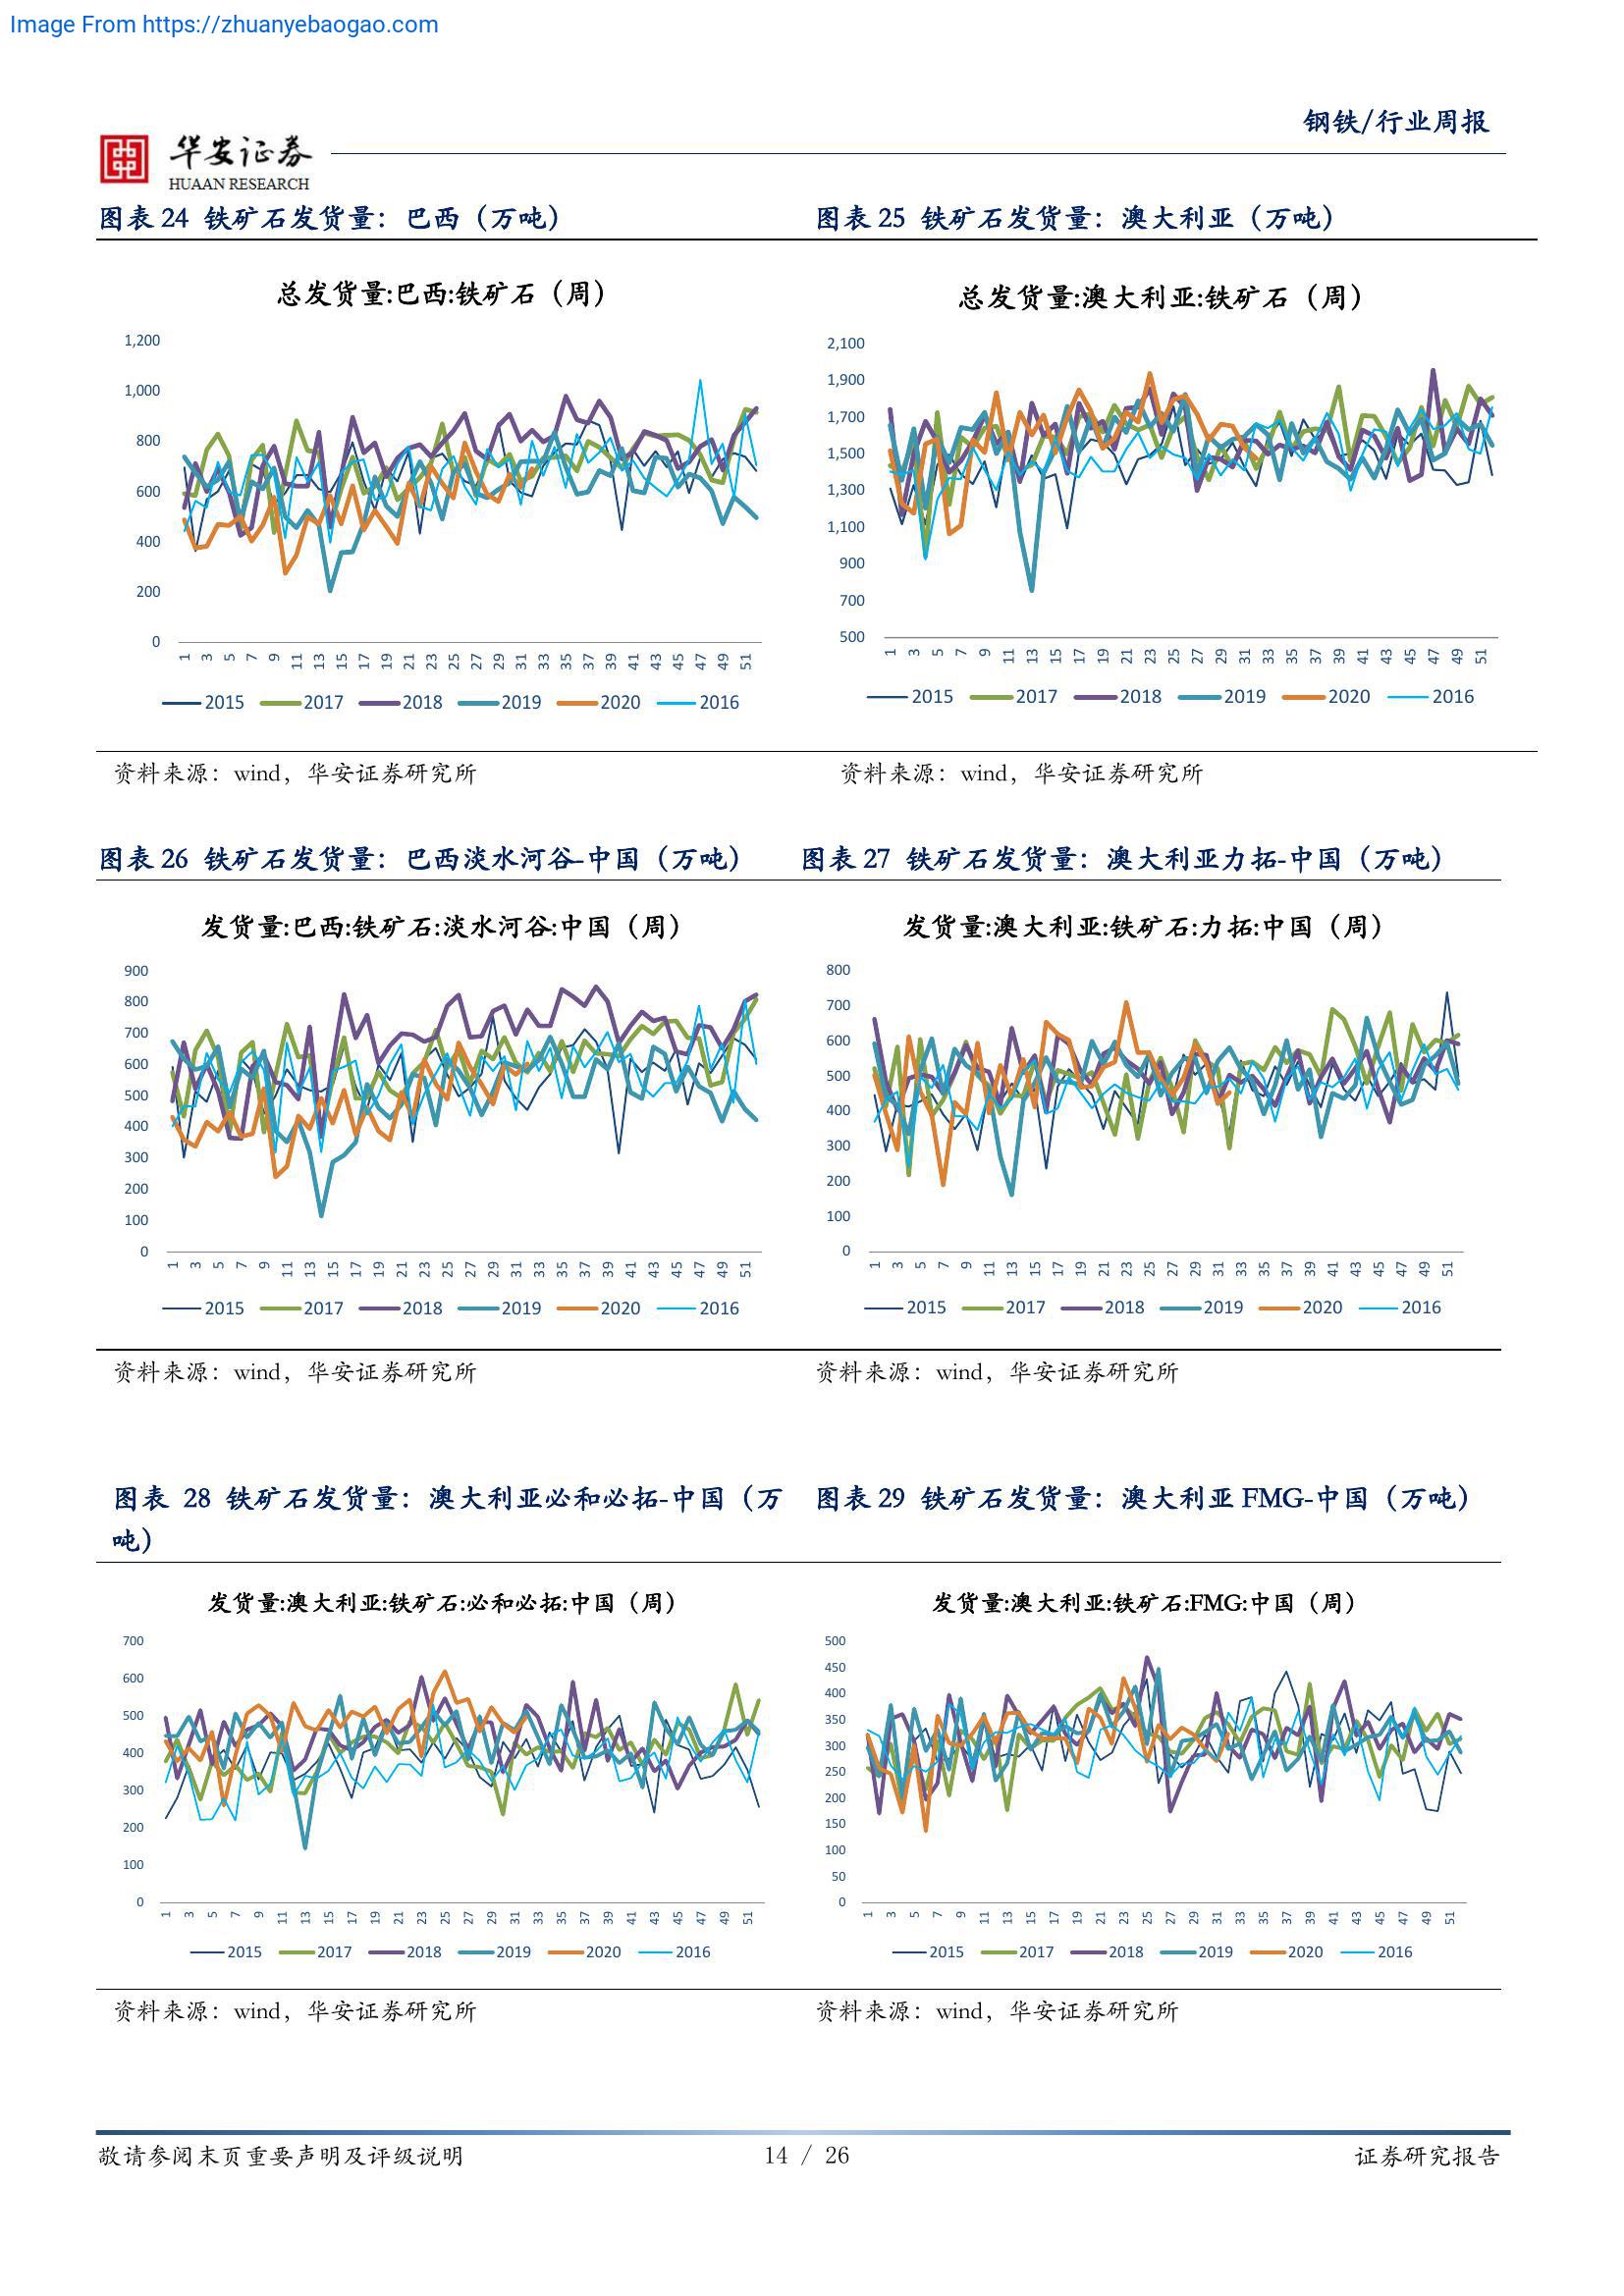 Image From https://zhuanyebaogao.com
钢铁/行业周报
华安证券
HUAAN RESEARCH
图表 24 铁矿石发货量：巴西（万吨）
图表 25 铁矿石发货量：澳大利亚（万吨）
总发货量:巴西:铁矿石（周）
1,200
1,000
800
600
400
200
0
1 3 5 7 9 11 13 15 17 19 21 23 25 27 29 31 33 35 37 39 41 43 45 47 49 51
2015 2017 2018 2019 2020 2016
总发货量:澳大利亚:铁矿石（周）
2,100
1,900
1,700
1,500
1,300
1,100
900
700
500
1 3 5 7 9 11 13 15 17 19 21 23 25 27 29 31 33 35 37 39 41 43 45 47 49 51
2015 2017 2018 2019 2020 2016
资料来源：wind，华安证券研究所
资料来源：wind，华安证券研究所
图表 26 铁矿石发货量：巴西淡水河谷-中国（万吨）
图表 27 铁矿石发货量：澳大利亚力拓-中国（万吨）
发货量:巴西:铁矿石:淡水河谷:中国（周）
900
800
700
600
500
400
300
200
100
0
1 3 5 7 9 11 13 15 17 19 21 23 25 27 29 31 33 35 37 39 41 43 45 47 49 51
2015 2017 2018 2019 2020 2016
发货量:澳大利亚:铁矿石:力拓:中国（周）
800
700
600
500
400
300
200
100
0
1 3 5 7 9 11 13 15 17 19 21 23 25 27 29 31 33 35 37 39 41 43 45 47 49 51
2015 2017 2018 2019 2020 2016
资料来源：wind，华安证券研究所
资料来源：wind，华安证券研究所
图表 28 铁矿石发货量：澳大利亚必和必拓-中国（万
吨）
图表 29 铁矿石发货量：澳大利亚 FMG-中国（万吨）
发货量:澳大利亚:铁矿石:必和必拓:中国（周）
700
600
500
400
300
200
100
0
1 3 5 7 9 11 13 15 17 19 21 23 25 27 29 31 33 35 37 39 41 43 45 47 49 51
2015 2017 2018 2019 2020 2016
发货量:澳大利亚:铁矿石:FMG:中国（周）
500
450
400
350
300
250
200
150
100
50
0
1 3 5 7 9 11 13 15 17 19 21 23 25 27 29 31 33 35 37 39 41 43 45 47 49 51
2015 2017 2018 2019 2020 2016
资料来源：wind，华安证券研究所
资料来源：wind，华安证券研究所
敬请参阅末页重要声明及评级说明
14 / 26
证券研究报告